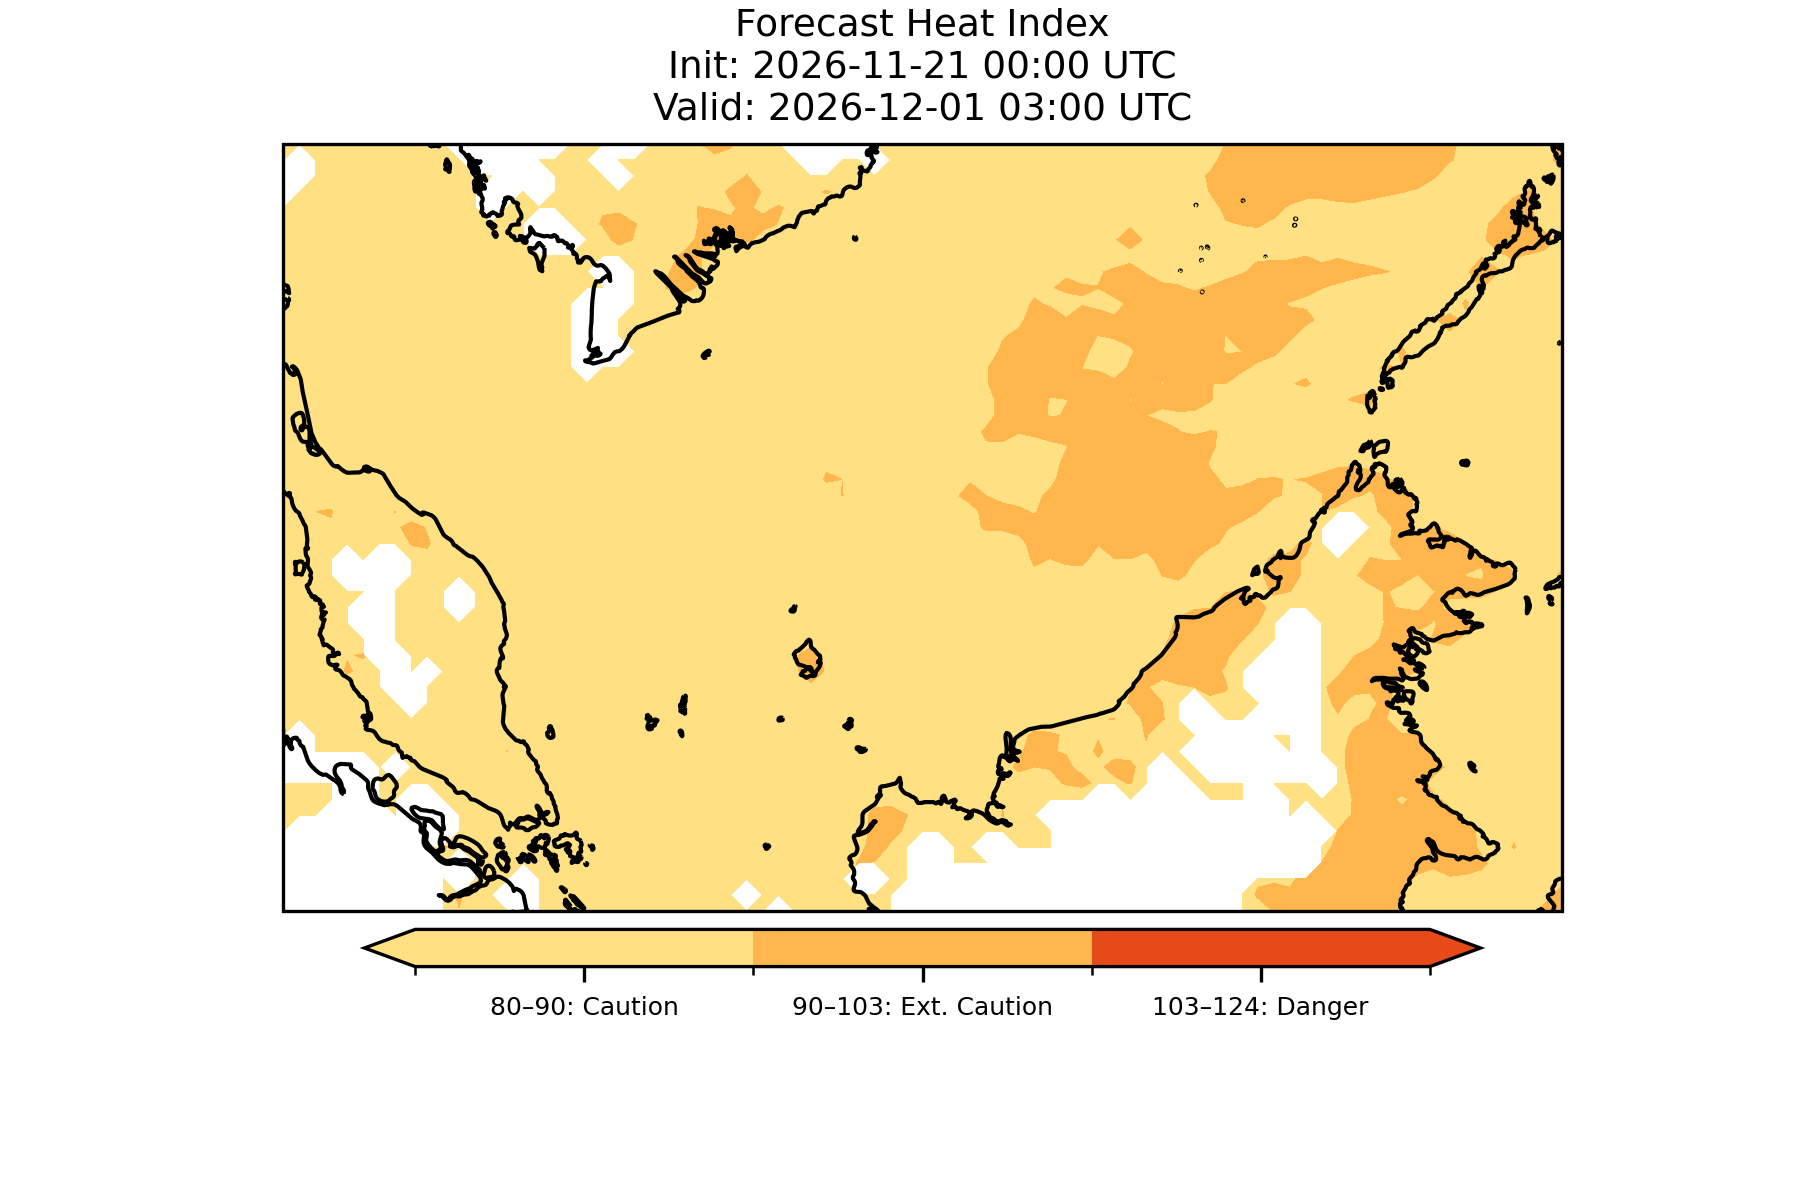 Forecast Heat Index
Init: 2026-11-21 00:00 UTC
Valid: 2026-12-01 03:00 UTC
80–90: Caution
90–103: Ext. Caution
103–124: Danger